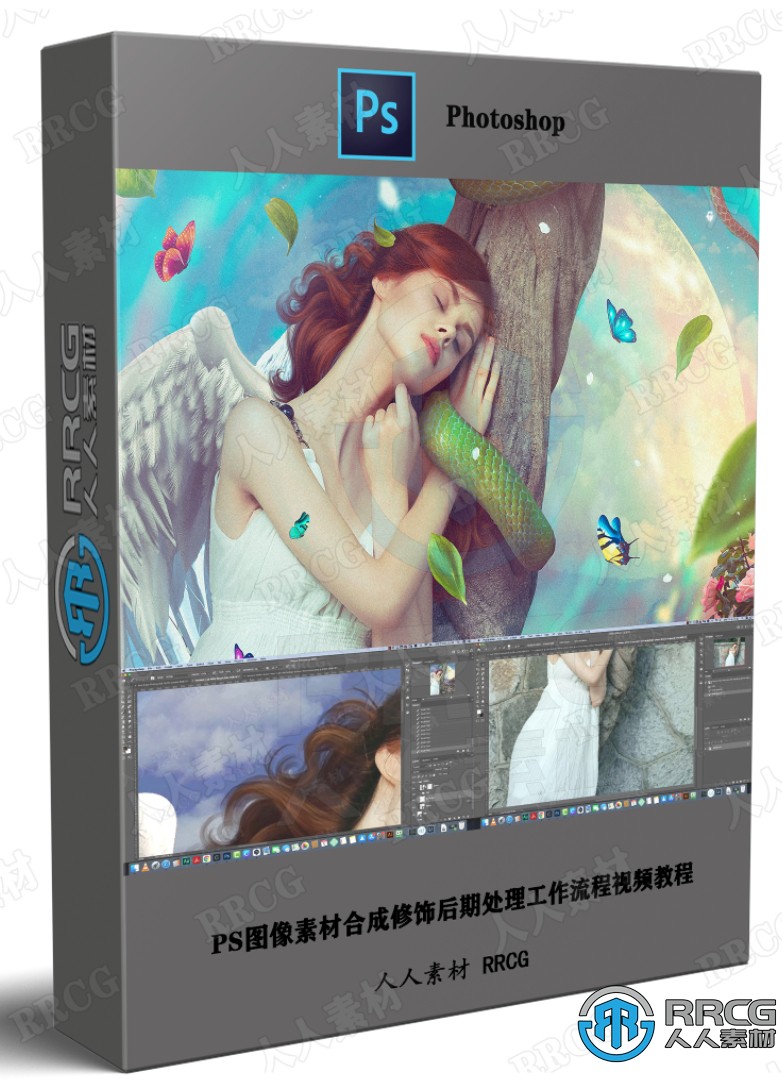 Ps
Photoshop
RRCG
人人素材
PS图像素材合成修饰后期处理工作流程视频教程
人人素材 RRCG
RRCG
人人素材